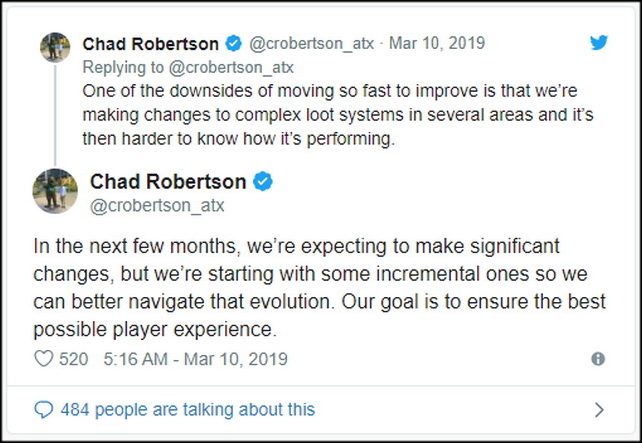 Chad Robertson @crobertson_atx · Mar 10, 2019
Replying to @crobertson_atx
One of the downsides of moving so fast to improve is that we're
making changes to complex loot systems in several areas and it's
then harder to know how it's performing.
Chad Robertson
@crobertson_atx
In the next few months, we're expecting to make significant
changes, but we're starting with some incremental ones so we
can better navigate that evolution. Our goal is to ensure the best
possible player experience.
520 5:16 AM - Mar 10, 2019
484 people are talking about this